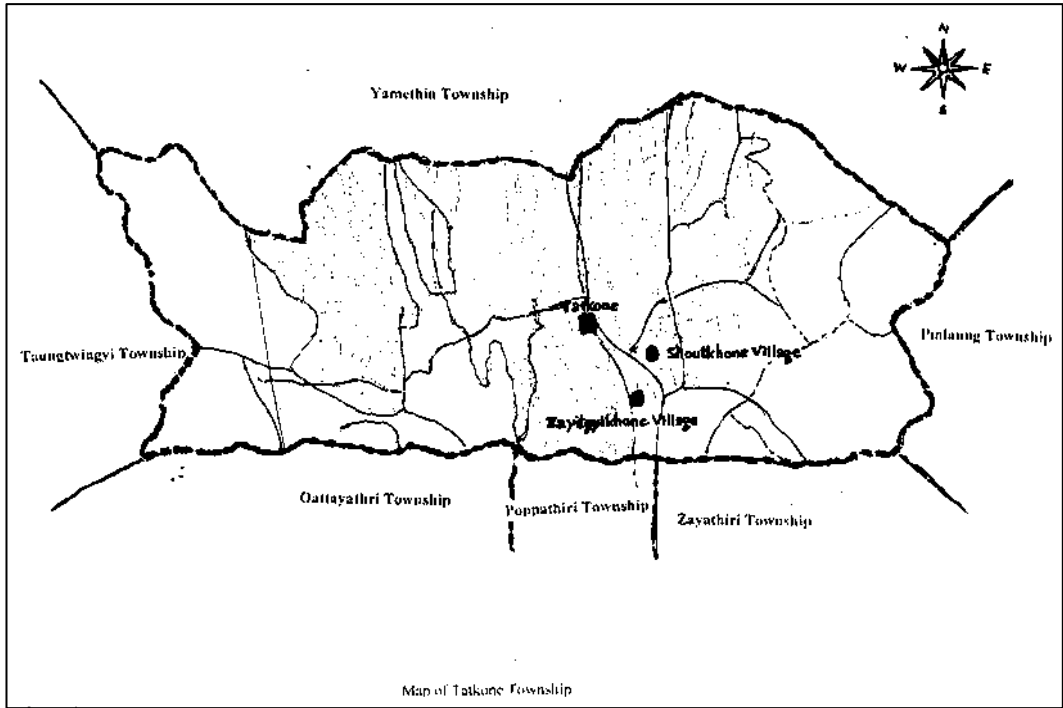 N
W E
S
Yamethin Township
Tatkone
Taungtwingyi Township
Shoutkhone Village
Pinlaung Township
Village
Oattayathri Township
Poppathiri Township
Zayathiri Township
Map of Tatkone Township